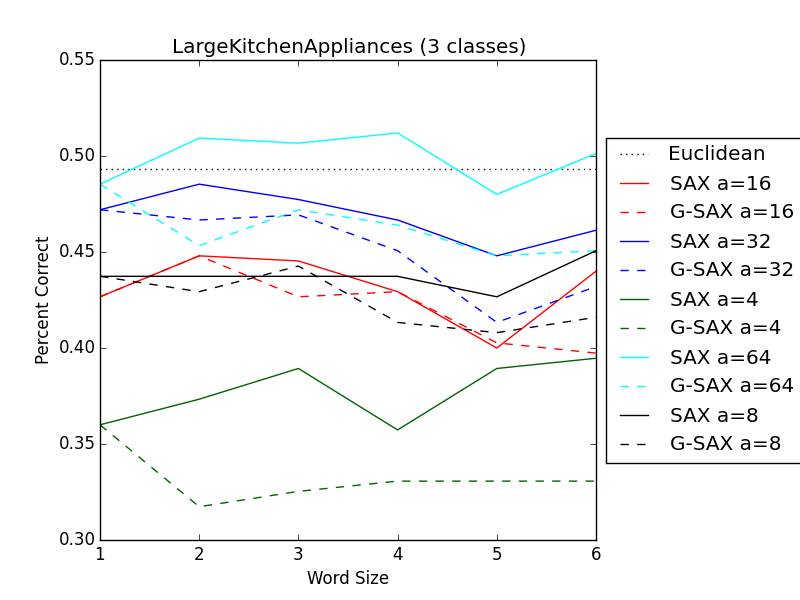 LargeKitchenAppliances (3 classes)
0.55
0.50
0.45
0.40
0.35
0.30
Percent Correct
1 2 3 4 5 6
Word Size
Euclidean
SAX a=16
G-SAX a=16
SAX a=32
G-SAX a=32
SAX a=4
G-SAX a=4
SAX a=64
G-SAX a=64
SAX a=8
G-SAX a=8